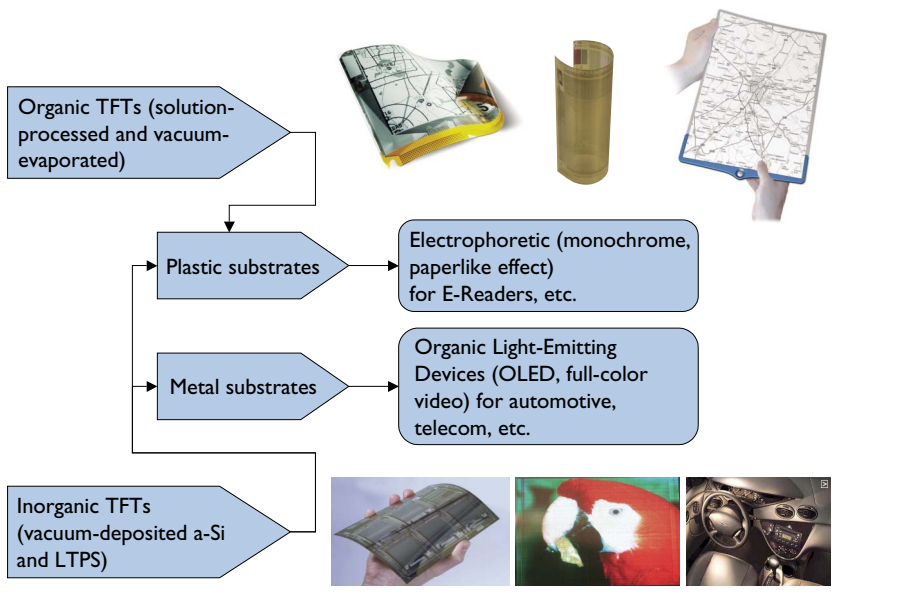 Organic TFTs (solution-
processed and vacuum-
evaporated)
Plastic substrates
Electrophoretic (monochrome,
paperlike effect)
for E-Readers, etc.
Metal substrates
Organic Light-Emitting
Devices (OLED, full-color
video) for automotive,
telecom, etc.
Inorganic TFTs
(vacuum-deposited a-Si
and LTPS)